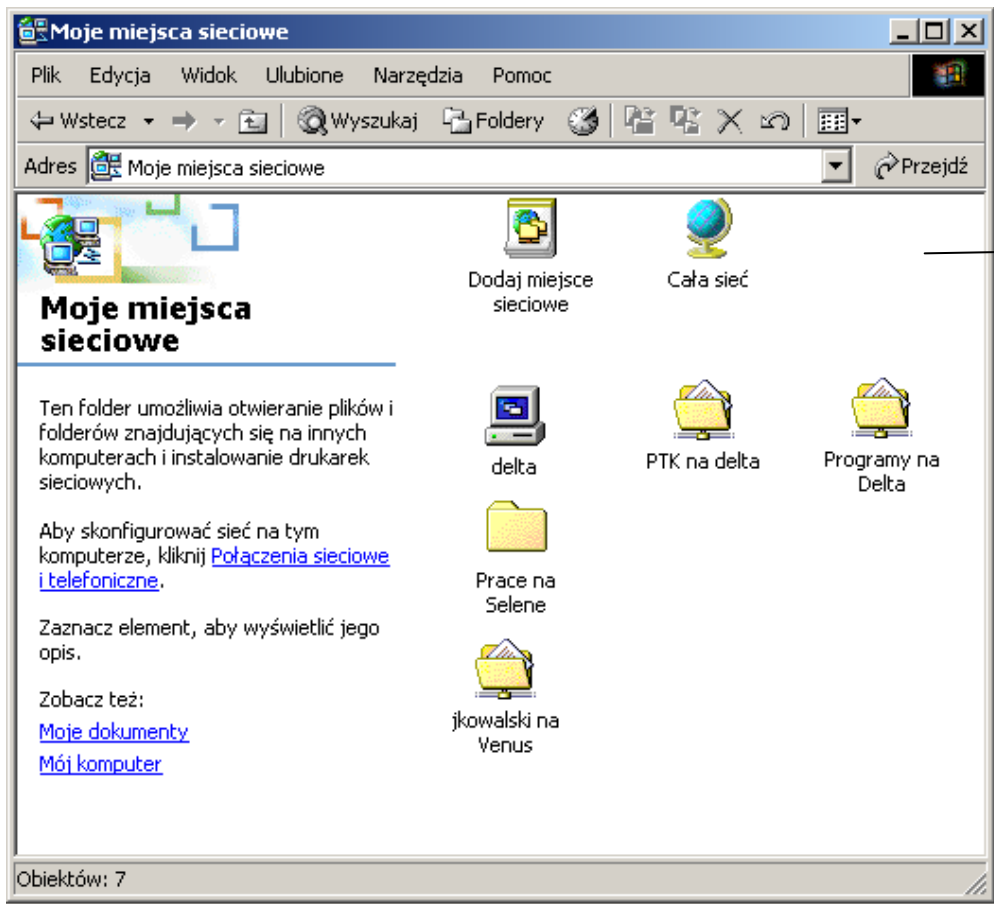 Moje miejsca sieciowe
Plik Edycja Widok Ulubione Narzędzia Pomoc
Wstecz Wyszukaj Foldery
Adres Moje miejsca sieciowe Przejdź
Moje miejsca
sieciowe
Ten folder umożliwia otwieranie plików i
folderów znajdujących się na innych
komputerach i instalowanie drukarek
sieciowych.
Aby skonfigurować sieć na tym
komputerze, kliknij Połączenia sieciowe
i telefoniczne.
Zaznacz element, aby wyświetlić jego
opis.
Zobacz też:
Moje dokumenty
Mój komputer
Dodaj miejsce
sieciowe
Cała sieć
delta
PTK na delta
Programy na
Delta
Prace na
Selene
jkowalski na
Venus
Obiektów: 7